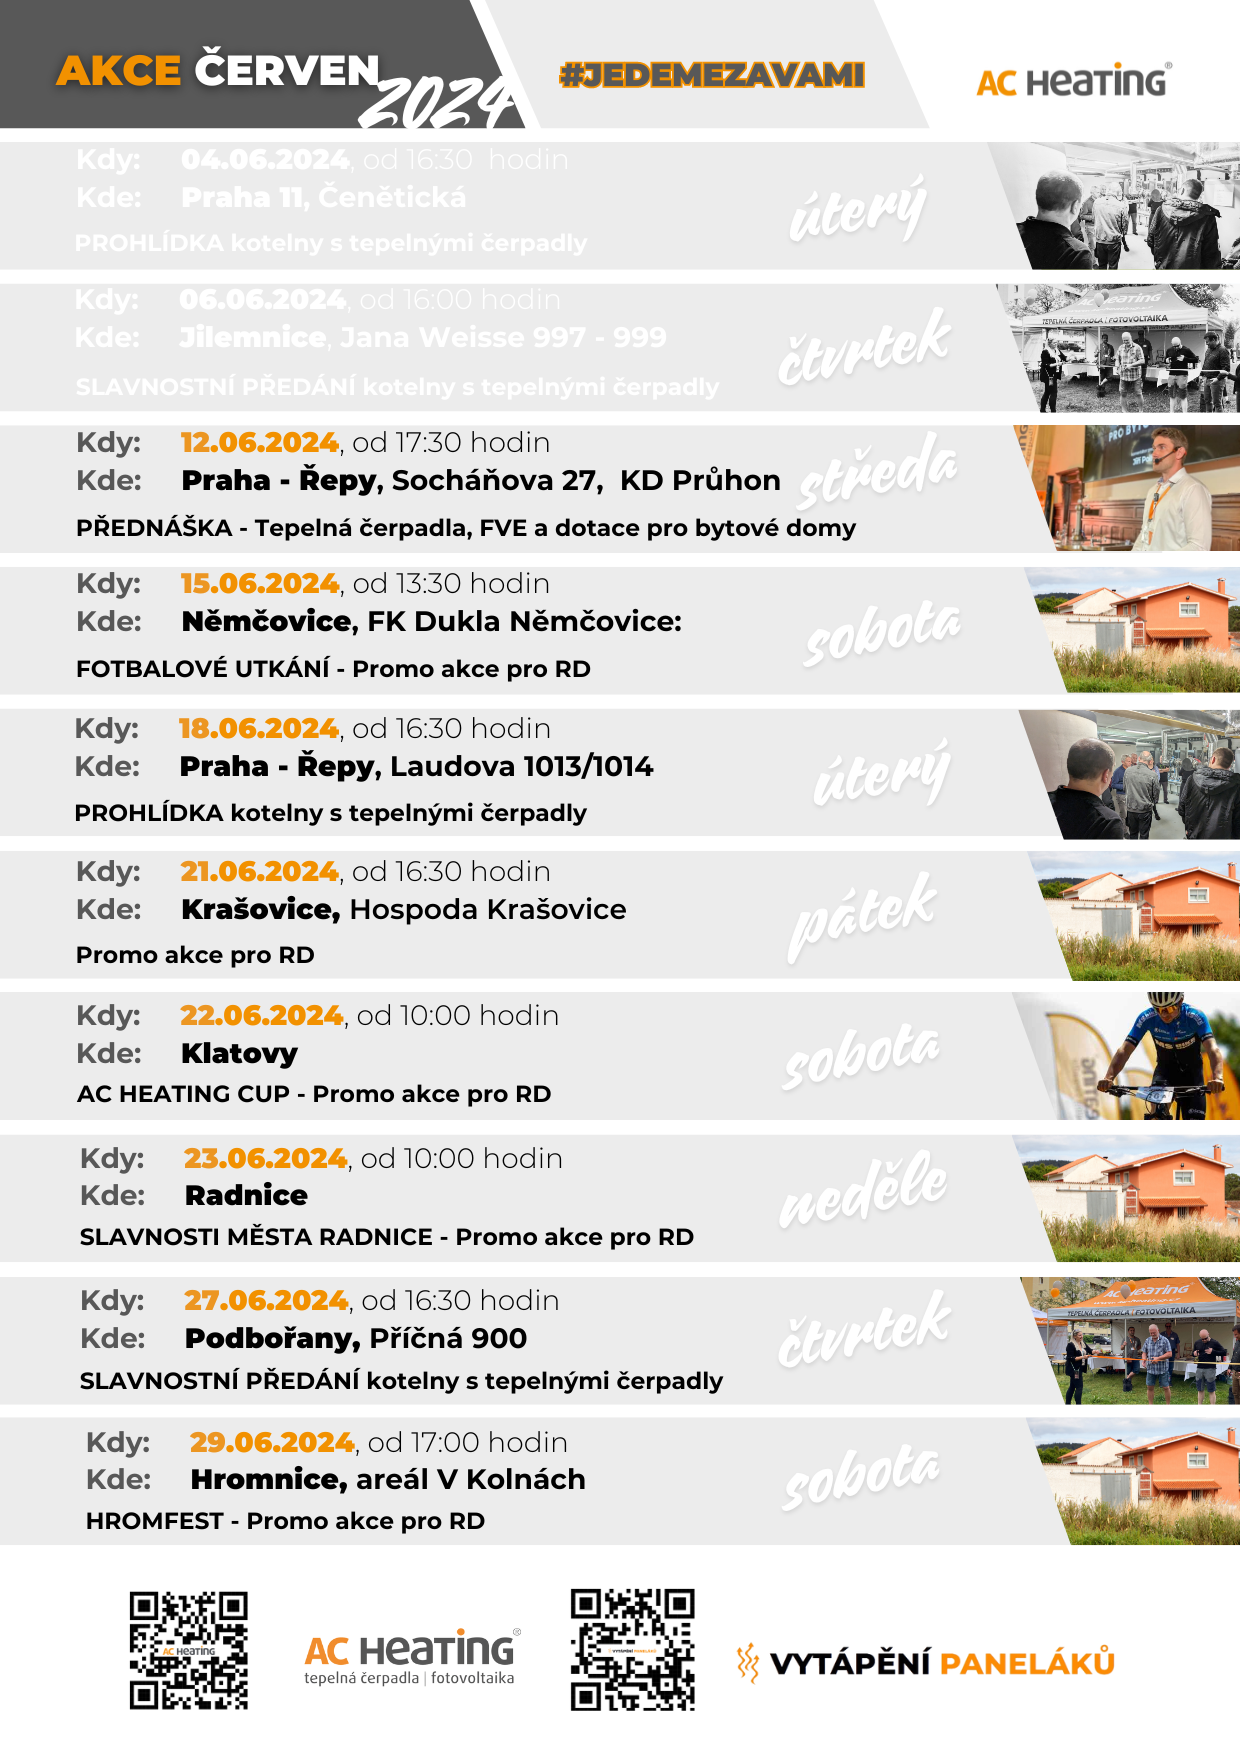 AKCE ČERVEN 2024
#JEDEMEZAVAMI
AC HEATING®
Kdy: 04.06.2024, od 16:30 hodin
Kde: Praha 11, Čenětická
úterý
PROHLÍDKA kotelny s tepelnými čerpadly
Kdy: 06.06.2024, od 16:00 hodin
Kde: Jilemnice, Jana Weisse 997 - 999
čtvrtek
SLAVNOSTNÍ PŘEDÁNÍ kotelny s tepelnými čerpadly
TEPELNÁ ČERPADLA | FOTOVOLTAIKA
Kdy: 12.06.2024, od 17:30 hodin
Kde: Praha - Řepy, Socháňova 27, KD Průhon
středa
PŘEDNÁŠKA - Tepelná čerpadla, FVE a dotace pro bytové domy
Kdy: 15.06.2024, od 13:30 hodin
Kde: Němčovice, FK Dukla Němčovice:
sobota
FOTBALOVÉ UTKÁNÍ - Promo akce pro RD
Kdy: 18.06.2024, od 16:30 hodin
Kde: Praha - Řepy, Laudova 1013/1014
úterý
PROHLÍDKA kotelny s tepelnými čerpadly
Kdy: 21.06.2024, od 16:30 hodin
Kde: Krašovice, Hospoda Krašovice
pátek
Promo akce pro RD
Kdy: 22.06.2024, od 10:00 hodin
Kde: Klatovy
sobota
AC HEATING CUP - Promo akce pro RD
Kdy: 23.06.2024, od 10:00 hodin
Kde: Radnice
neděle
SLAVNOSTI MĚSTA RADNICE - Promo akce pro RD
Kdy: 27.06.2024, od 16:30 hodin
Kde: Podbořany, Příčná 900
čtvrtek
SLAVNOSTNÍ PŘEDÁNÍ kotelny s tepelnými čerpadly
AC HEATING
TEPELNÁ ČERPADLA | FOTOVOLTAIKA
Kdy: 29.06.2024, od 17:00 hodin
Kde: Hromnice, areál V Kolnách
sobota
HROMFEST - Promo akce pro RD
AC HEATING
AC HEATING®
tepelná čerpadla | fotovoltaika
VYTÁPĚNÍ PANELÁKŮ